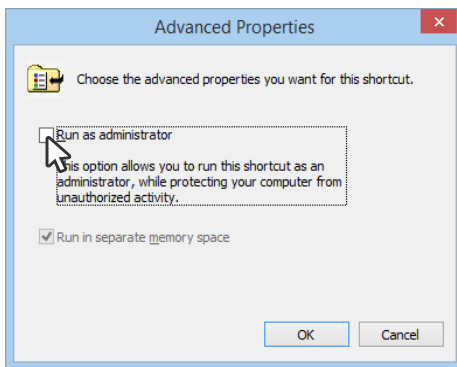 Advanced Properties
Choose the advanced properties you want for this shortcut.
Run as administrator
This option allows you to run this shortcut as an
administrator, while protecting your computer from
unauthorized activity.
Run in separate memory space
OK
Cancel